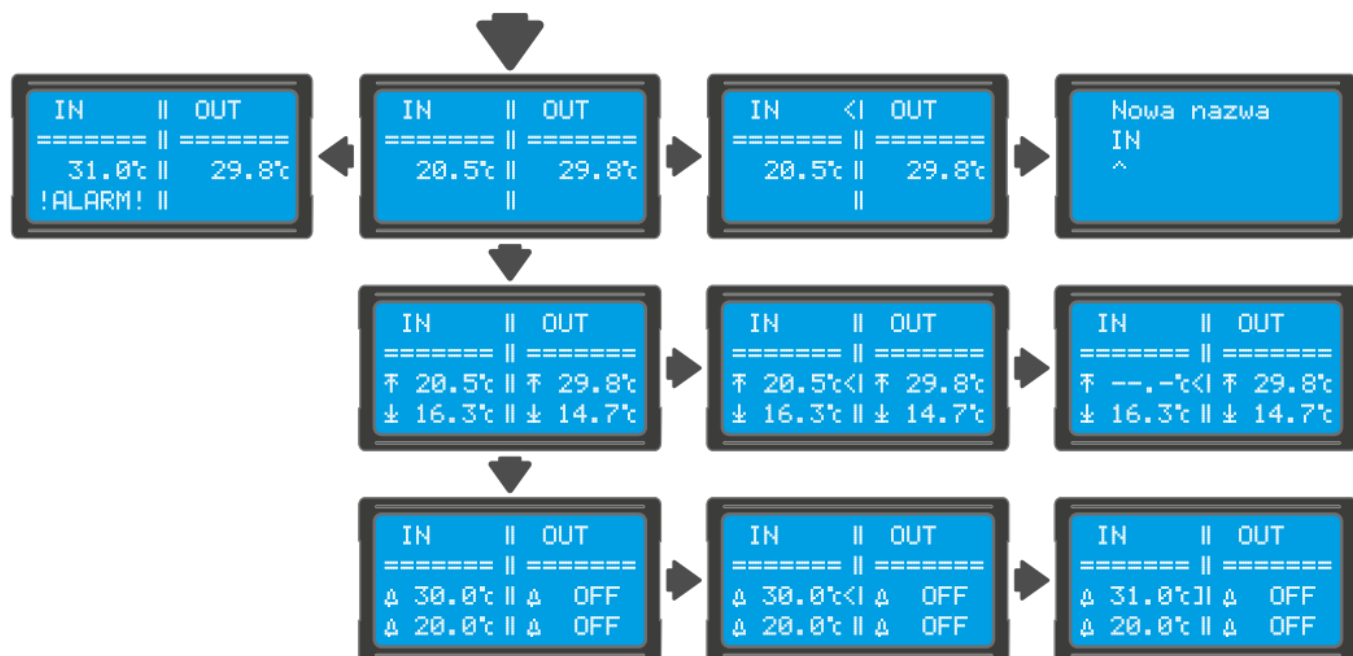 IN || OUT
======= || =======
31.0℃ || 29.8℃
!ALARM! ||
IN || OUT
======= || =======
20.5℃ || 29.8℃
||
IN <| OUT
======= || =======
20.5℃ || 29.8℃
||
Nowa nazwa
IN
^
IN || OUT
======= || =======
↑ 20.5℃ || ↑ 29.8℃
↓ 16.3℃ || ↓ 14.7℃
IN || OUT
======= || =======
↑ 20.5℃<| ↑ 29.8℃
↓ 16.3℃ || ↓ 14.7℃
IN || OUT
======= || =======
↑ --.-℃<| ↑ 29.8℃
↓ 16.3℃ || ↓ 14.7℃
IN || OUT
======= || =======
🔔 30.0℃ || 🔔 OFF
🔔 20.0℃ || 🔔 OFF
IN || OUT
======= || =======
🔔 30.0℃<| 🔔 OFF
🔔 20.0℃ || 🔔 OFF
IN || OUT
======= || =======
🔔 31.0℃]| 🔔 OFF
🔔 20.0℃ || 🔔 OFF